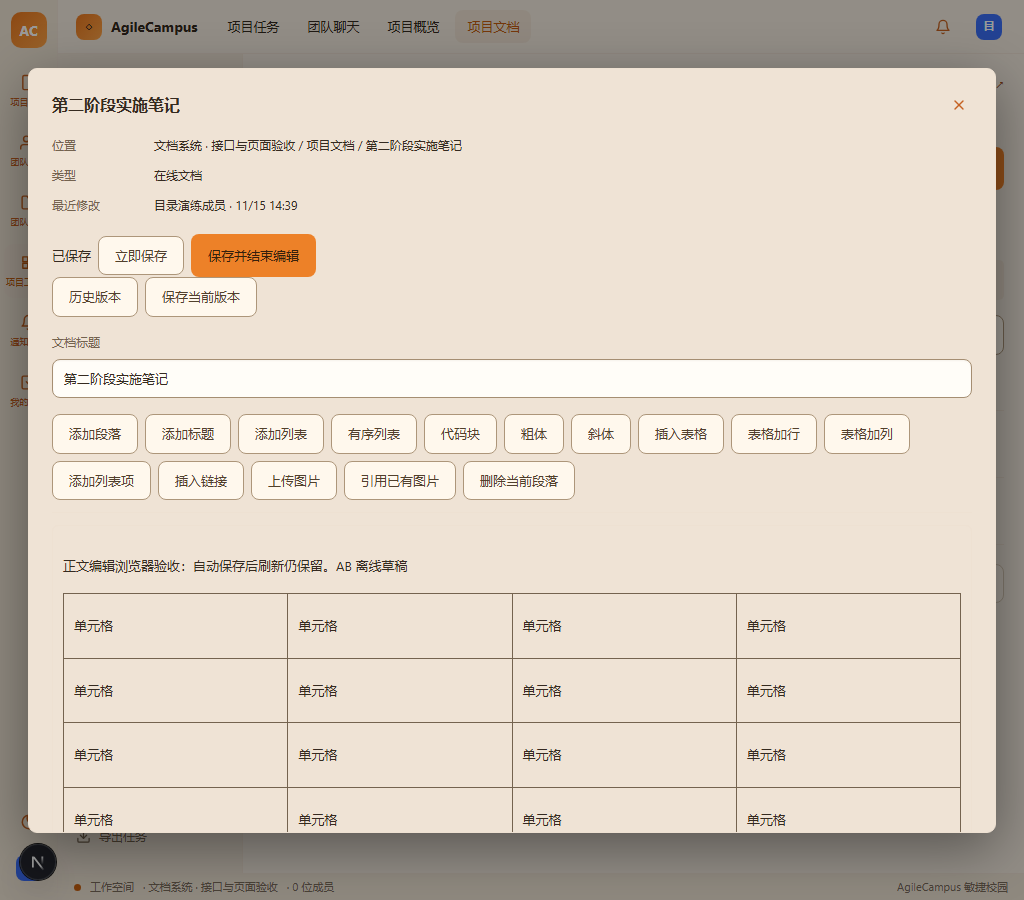 AC AgileCampus 项目任务 团队聊天 项目概览 项目文档 目
第二阶段实施笔记 ×
位置 文档系统 · 接口与页面验收 / 项目文档 / 第二阶段实施笔记
类型 在线文档
最近修改 目录演练成员 · 11/15 14:39
已保存 立即保存 保存并结束编辑
历史版本 保存当前版本
文档标题
第二阶段实施笔记
添加段落 添加标题 添加列表 有序列表 代码块 粗体 斜体 插入表格 表格加行 表格加列
添加列表项 插入链接 上传图片 引用已有图片 删除当前段落
正文编辑浏览器验收：自动保存后刷新仍保留。AB 离线草稿
单元格 单元格 单元格 单元格
单元格 单元格 单元格 单元格
单元格 单元格 单元格 单元格
单元格 单元格 单元格 单元格
导出任务
N
工作空间 · 文档系统 · 接口与页面验收 · 0 位成员 AgileCampus 敏捷校园